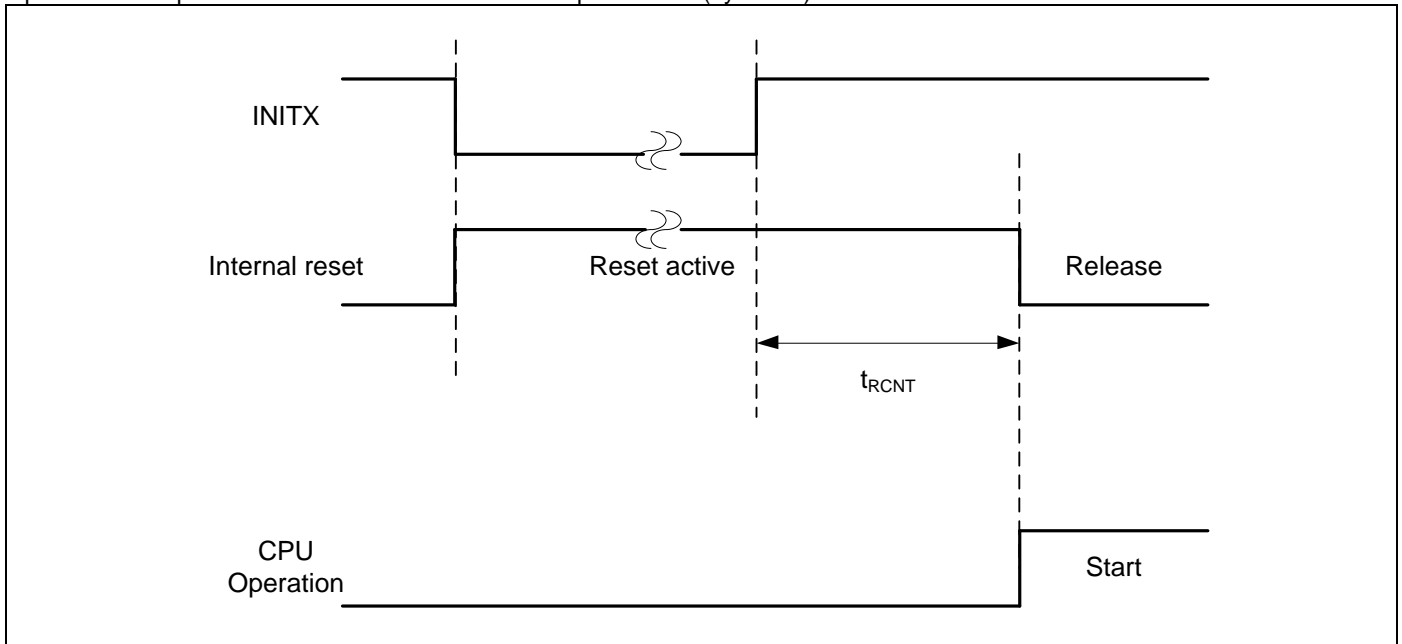 INITX
Internal reset
Reset active
Release
tRCNT
CPU
Operation
Start